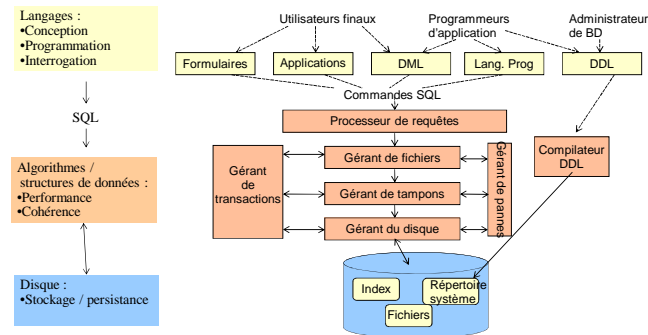 Langages :
•Conception
•Programmation
•Interrogation
SQL
Algorithmes /
structures de données :
•Performance
•Cohérence
Disque :
•Stockage / persistance
Utilisateurs finaux
Programmeurs
d'application
Administrateur
de BD
Formulaires
Applications
DML
Lang. Prog
DDL
Commandes SQL
Processeur de requêtes
Gérant
de
transactions
Gérant de fichiers
Gérant de tampons
Gérant du disque
Gérant de pannes
Compilateur
DDL
Index
Répertoire
système
Fichiers